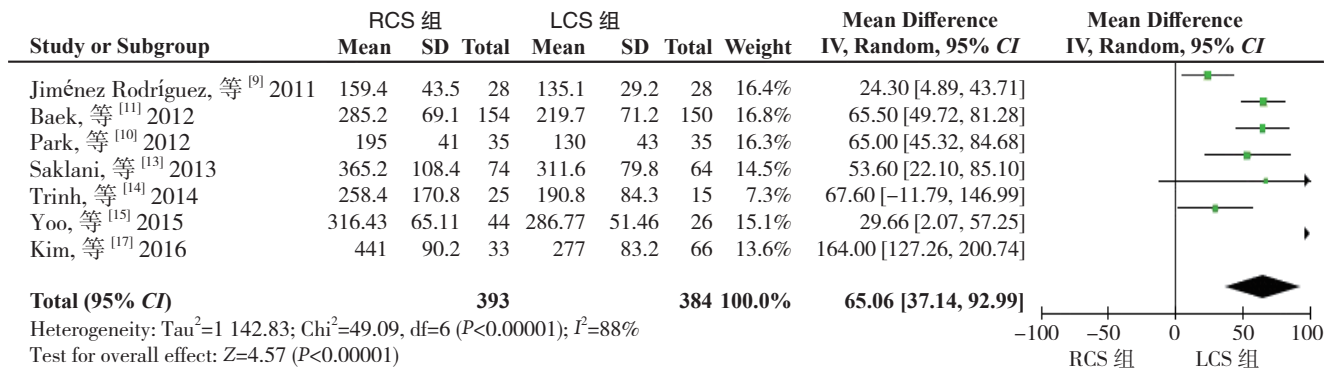 RCS 组 LCS 组 Mean Difference Mean Difference
Study or Subgroup Mean SD Total Mean SD Total Weight IV, Random, 95% CI IV, Random, 95% CI
Jiménez Rodríguez, 等 [9] 2011 159.4 43.5 28 135.1 29.2 28 16.4% 24.30 [4.89, 43.71]
Baek, 等 [11] 2012 285.2 69.1 154 219.7 71.2 150 16.8% 65.50 [49.72, 81.28]
Park, 等 [10] 2012 195 41 35 130 43 35 16.3% 65.00 [45.32, 84.68]
Saklani, 等 [13] 2013 365.2 108.4 74 311.6 79.8 64 14.5% 53.60 [22.10, 85.10]
Trinh, 等 [14] 2014 258.4 170.8 25 190.8 84.3 15 7.3% 67.60 [−11.79, 146.99]
Yoo, 等 [15] 2015 316.43 65.11 44 286.77 51.46 26 15.1% 29.66 [2.07, 57.25]
Kim, 等 [17] 2016 441 90.2 33 277 83.2 66 13.6% 164.00 [127.26, 200.74]
Total (95% CI) 393 384 100.0% 65.06 [37.14, 92.99]
Heterogeneity: Tau²=1 142.83; Chi²=49.09, df=6 (P<0.00001); I²=88%
Test for overall effect: Z=4.57 (P<0.00001)
−100 −50 0 50 100
RCS 组 LCS 组